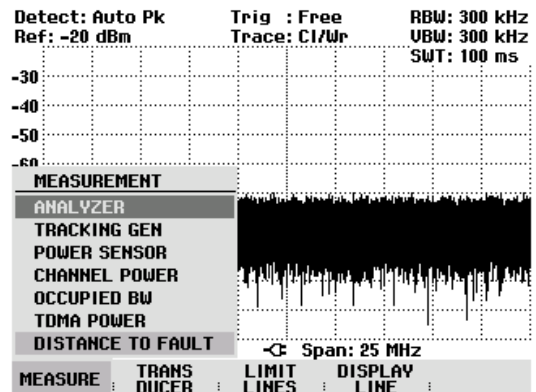 Detect: Auto Pk Trig : Free RBW: 300 kHz
Ref: -20 dBm Trace: Cl/Wr VBW: 300 kHz
SWT: 100 ms
-30
-40
-50
-60
MEASUREMENT
ANALYZER
TRACKING GEN
POWER SENSOR
CHANNEL POWER
OCCUPIED BW
TDMA POWER
DISTANCE TO FAULT
Span: 25 MHz
MEASURE TRANS LIMIT DISPLAY
DUCER LINES LINE